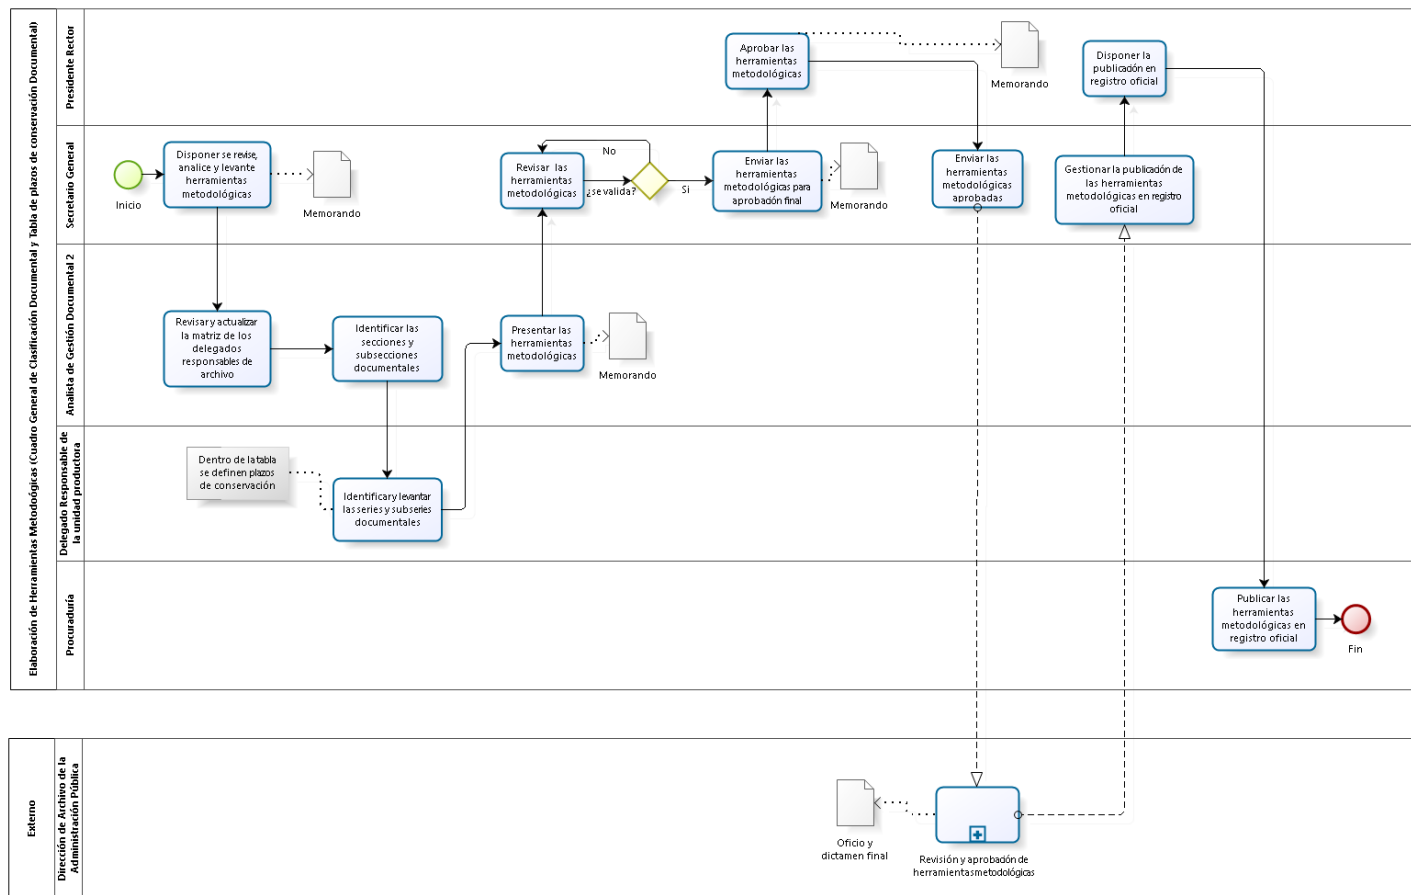 Elaboración de Herramientas Metodoógicas (Cuadro General de Clasificación Documental y Tabla de plazos de conservación Documental)
Presidente Rector
Aprobar las
herramientas
metodológicas
Memorando
Disponer la
publicación en
registro oficial
Secretario General
Inicio
Disponer se revise,
analice y levante
herramientas
metodológicas
Memorando
Revisar las
herramientas
metodológicas
No
¿se valida?
Si
Enviar las
herramientas
metodológicas para
aprobación final
Memorando
Enviar las
herramientas
metodológicas
aprobadas
Gestionar la publicación de
las herramientas
metodológicas en registro
oficial
Analista de Gestión Documental 2
Revisar y actualizar
la matriz de los
delegados
responsables de
archivo
Identificar las
secciones y
subsecciones
documentales
Presentar las
herramientas
metodológicas
Memorando
Delegado Responsable de
la unidad productora
Dentro de la tabla
se definen plazos
de conservación
Identificar y levantar
las series y subseries
documentales
Procuraduría
Publicar las
herramientas
metodológicas en
registro oficial
Fin
Externo
Dirección de Archivo de la
Administración Pública
Oficio y
dictamen final
Revisión y aprobación de
herramientas metodológicas